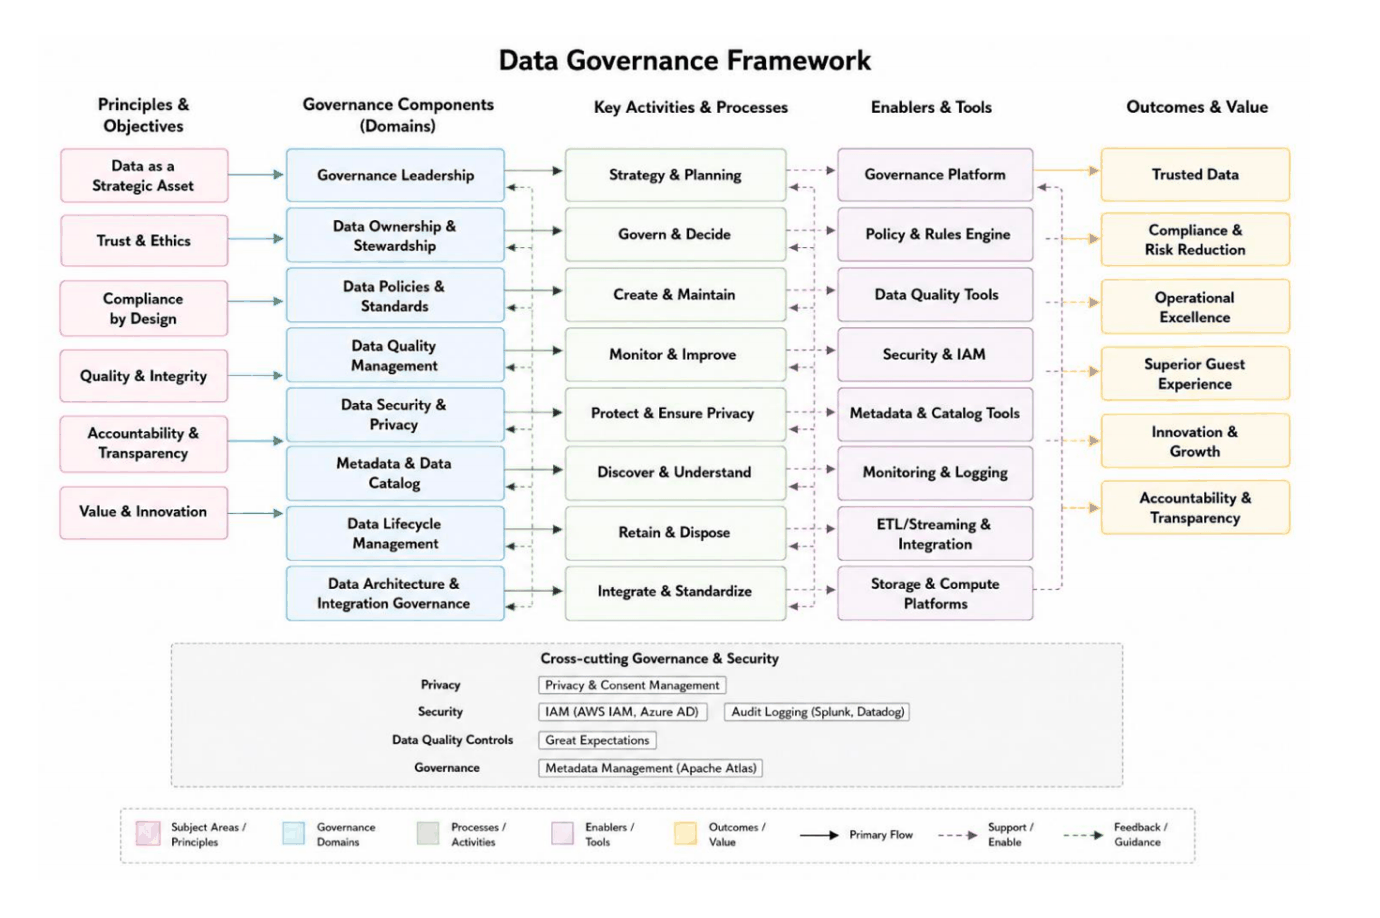 Data Governance Framework
Principles &
Objectives
Governance Components
(Domains)
Key Activities & Processes
Enablers & Tools
Outcomes & Value
Data as a
Strategic Asset
Trust & Ethics
Compliance
by Design
Quality & Integrity
Accountability &
Transparency
Value & Innovation
Governance Leadership
Data Ownership &
Stewardship
Data Policies &
Standards
Data Quality
Management
Data Security &
Privacy
Metadata & Data
Catalog
Data Lifecycle
Management
Data Architecture &
Integration Governance
Strategy & Planning
Govern & Decide
Create & Maintain
Monitor & Improve
Protect & Ensure Privacy
Discover & Understand
Retain & Dispose
Integrate & Standardize
Governance Platform
Policy & Rules Engine
Data Quality Tools
Security & IAM
Metadata & Catalog Tools
Monitoring & Logging
ETL/Streaming &
Integration
Storage & Compute
Platforms
Trusted Data
Compliance &
Risk Reduction
Operational
Excellence
Superior Guest
Experience
Innovation &
Growth
Accountability &
Transparency
Cross-cutting Governance & Security
Privacy
Privacy & Consent Management
Security
IAM (AWS IAM, Azure AD)
Audit Logging (Splunk, Datadog)
Data Quality Controls
Great Expectations
Governance
Metadata Management (Apache Atlas)
Subject Areas /
Principles
Governance
Domains
Processes /
Activities
Enablers /
Tools
Outcomes /
Value
Primary Flow
Support /
Enable
Feedback /
Guidance